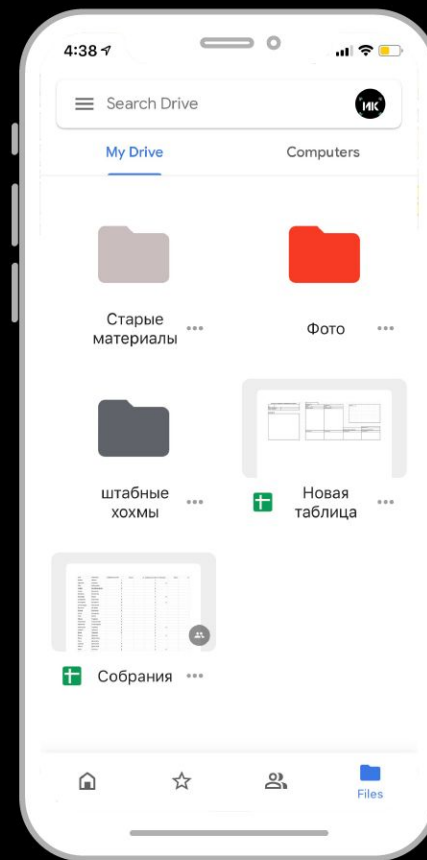 4:38
Search Drive
ИК
My Drive
Computers
Старые
материалы
Фото
штабные
хохмы
Новая
таблица
Собрания
Files